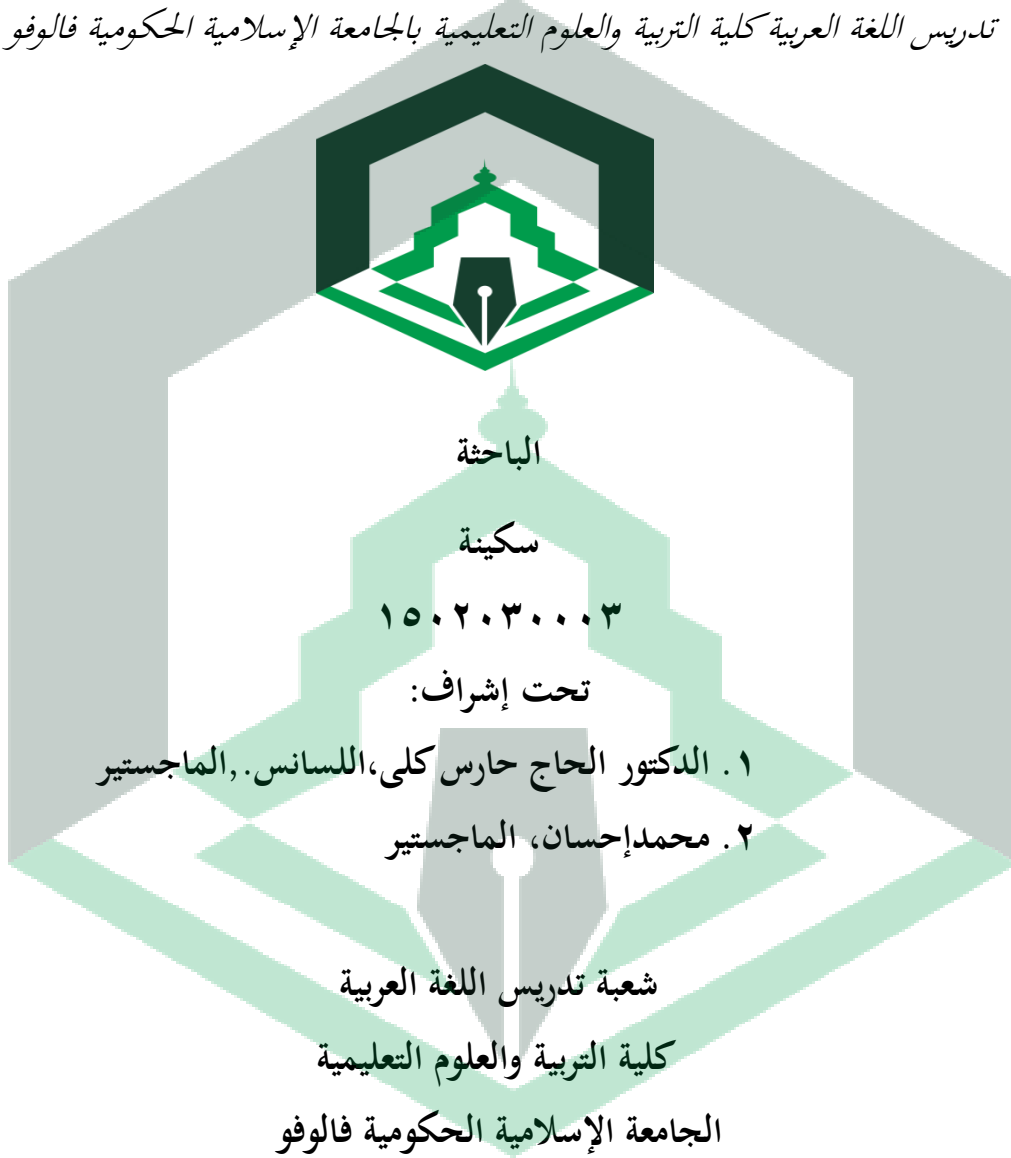 تدريس اللغة العربية كلية التربية والعلوم التعليمية بالجامعة الإسلامية الحكومية فالوفو
الباحثة
سكينة
١٥٠٢٠٣٠٠٠٣
تحت إشراف:
١. الدكتور الحاج حارس كلى،اللسانس.,الماجستير
٢. محمدإحسان، الماجستير
شعبة تدريس اللغة العربية
كلية التربية والعلوم التعليمية
الجامعة الإسلامية الحكومية فالوفو